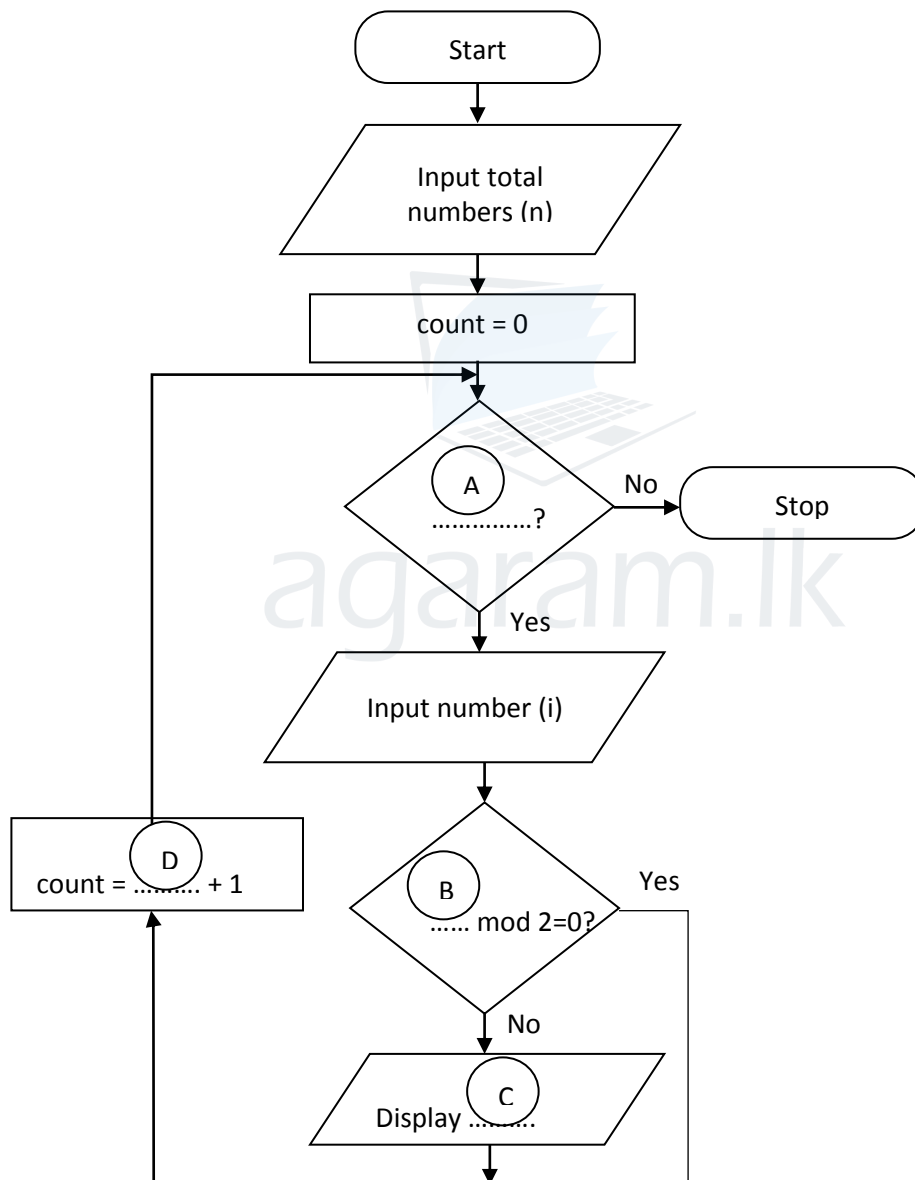 Start
Input total
numbers (n)
count = 0
A
……………?
No
Stop
agaram.lk
Yes
Input number (i)
D
count = ………. + 1
B
…… mod 2=0?
Yes
No
C
Display ……….